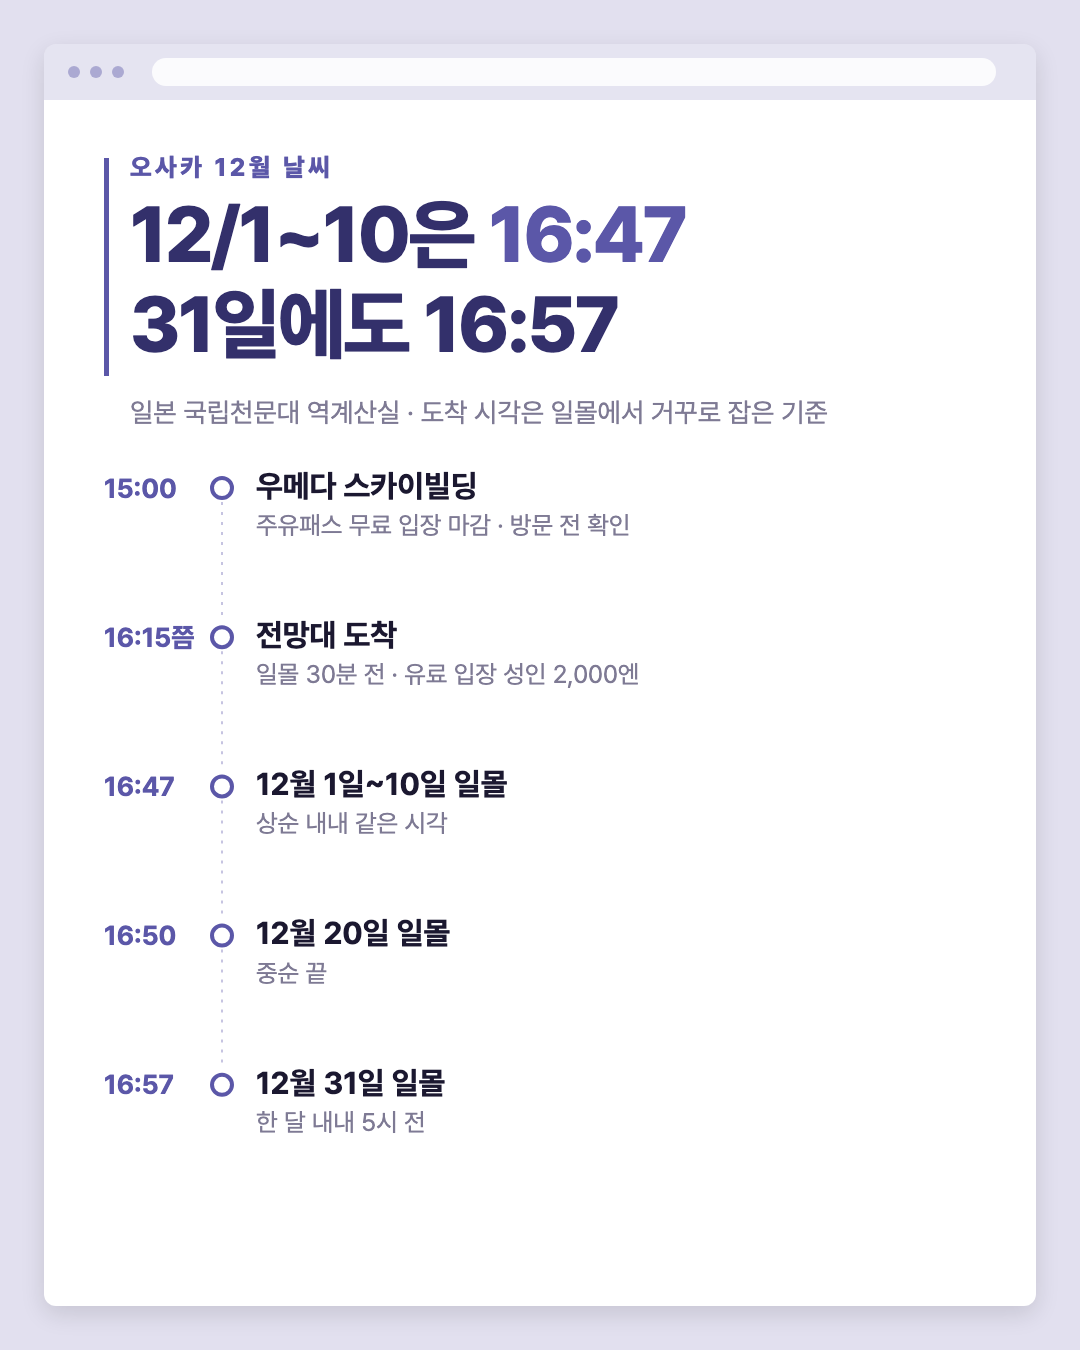 오사카 12월 날씨
12/1~10은 16:47
31일에도 16:57
일본 국립천문대 역계산실 · 도착 시각은 일몰에서 거꾸로 잡은 기준
15:00 우메다 스카이빌딩
주유패스 무료 입장 마감 · 방문 전 확인
16:15쯤 전망대 도착
일몰 30분 전 · 유료 입장 성인 2,000엔
16:47 12월 1일~10일 일몰
상순 내내 같은 시각
16:50 12월 20일 일몰
중순 끝
16:57 12월 31일 일몰
한 달 내내 5시 전